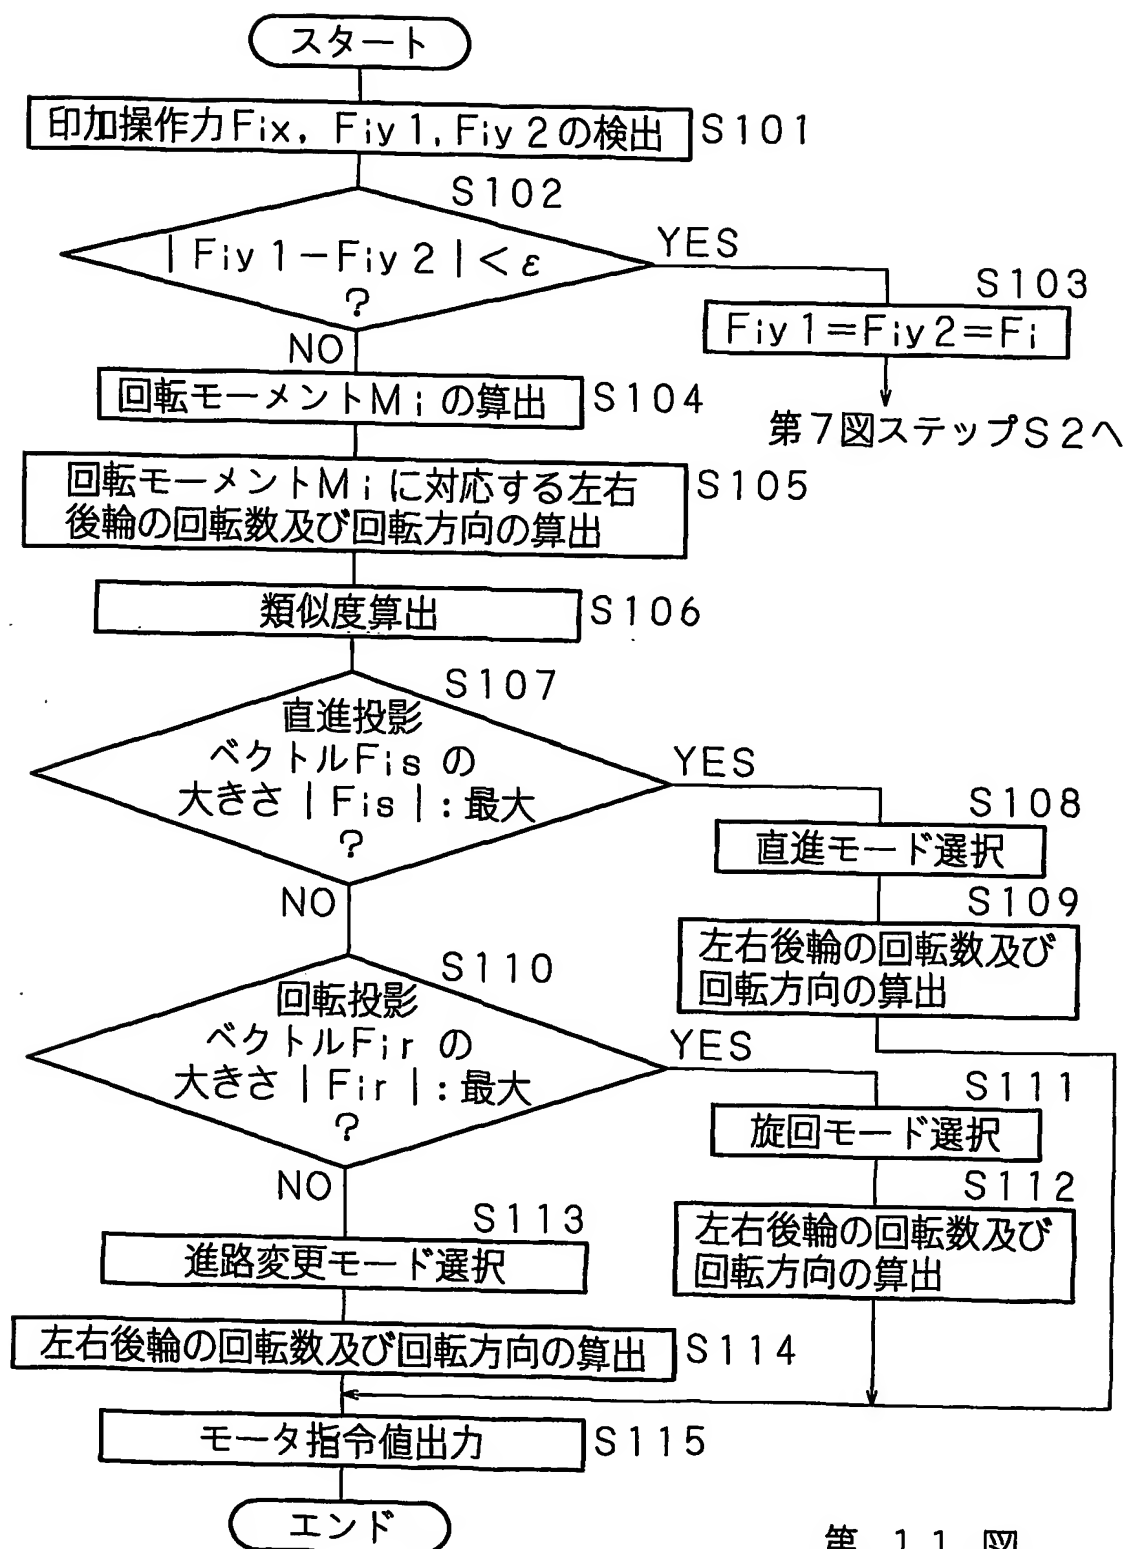 スタート
印加操作力Fix, Fiy1, Fiy2の検出
S101
S102
|Fiy1−Fiy2|<ε
?
YES
S103
Fiy1=Fiy2=Fi
第7図ステップS2へ
NO
回転モーメントMiの算出
S104
回転モーメントMiに対応する左右
後輪の回転数及び回転方向の算出
S105
類似度算出
S106
S107
直進投影
ベクトルFis の
大きさ|Fis|:最大
?
YES
S108
直進モード選択
S109
左右後輪の回転数及び
回転方向の算出
NO
S110
回転投影
ベクトルFir の
大きさ|Fir|:最大
?
YES
S111
旋回モード選択
S112
左右後輪の回転数及び
回転方向の算出
NO
S113
進路変更モード選択
左右後輪の回転数及び回転方向の算出
S114
モータ指令値出力
S115
エンド
第 11 図